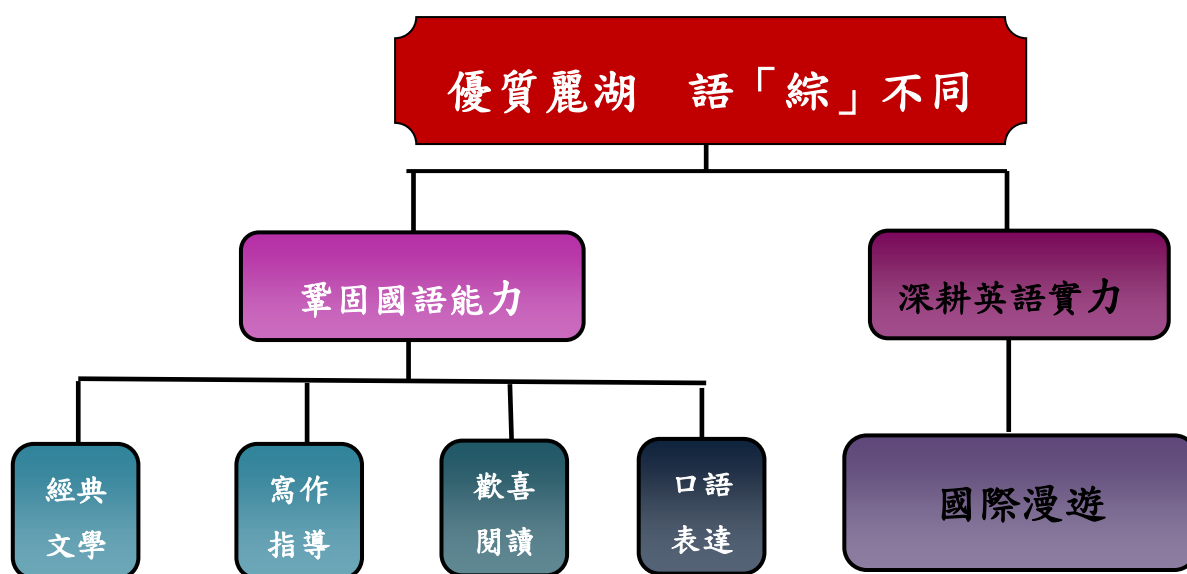 優質麗湖　語「綜」不同
鞏固國語能力
深耕英語實力
經典
文學
寫作
指導
歡喜
閱讀
口語
表達
國際漫遊